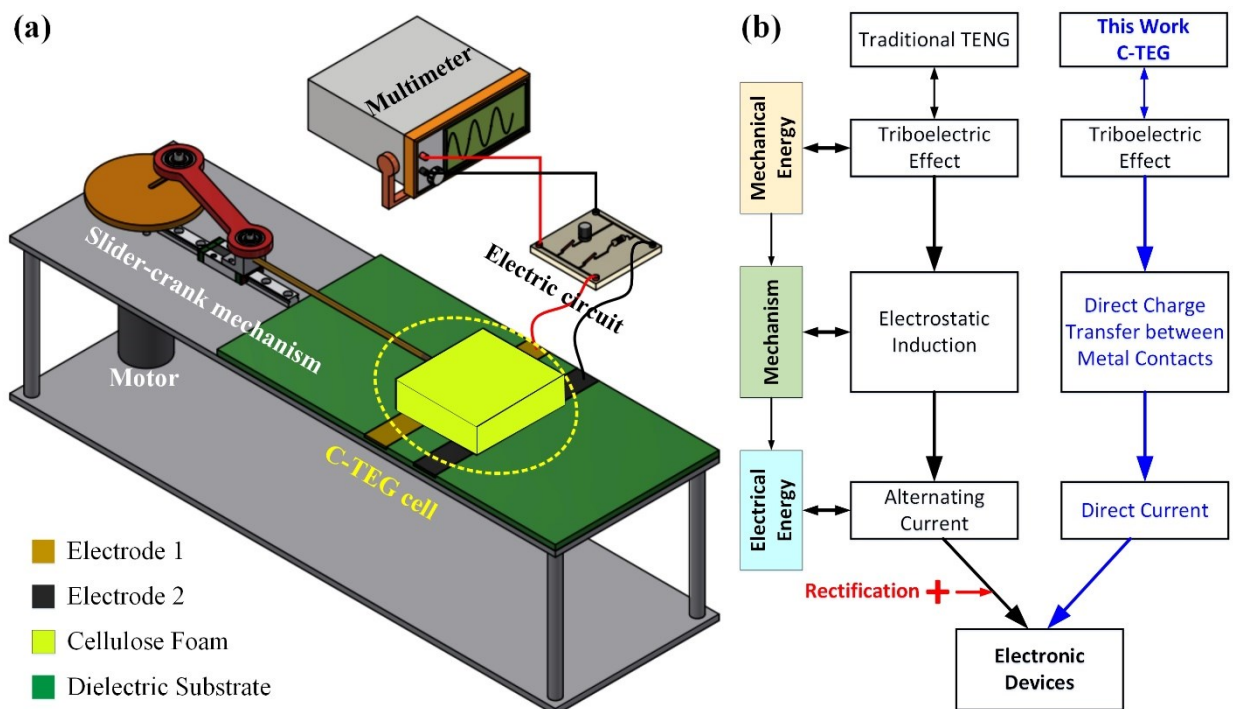 (a)
Multimeter
Slider-crank mechanism
Electric circuit
Motor
C-TEG cell
Electrode 1
Electrode 2
Cellulose Foam
Dielectric Substrate
(b)
Traditional TENG
This Work
C-TEG
Mechanical
Energy
Triboelectric
Effect
Triboelectric
Effect
Mechanism
Electrostatic
Induction
Direct Charge
Transfer between
Metal Contacts
Electrical
Energy
Alternating
Current
Direct Current
Rectification +
Electronic
Devices